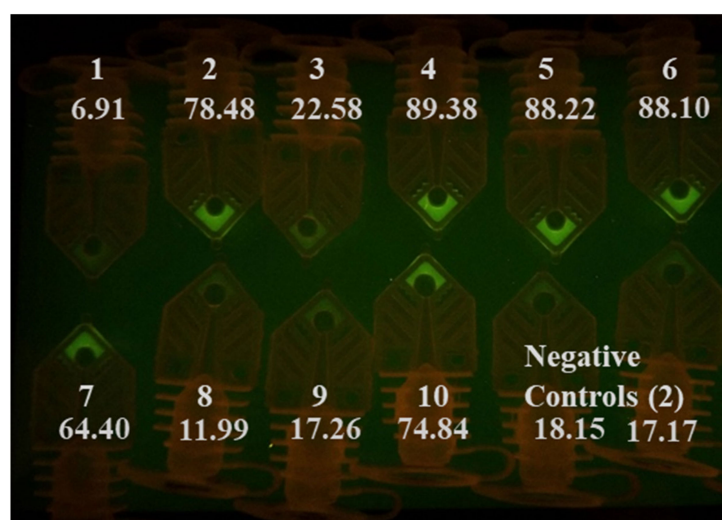 1 2 3 4 5 6
6.91 78.48 22.58 89.38 88.22 88.10
Negative
7 8 9 10 Controls (2)
64.40 11.99 17.26 74.84 18.15 17.17